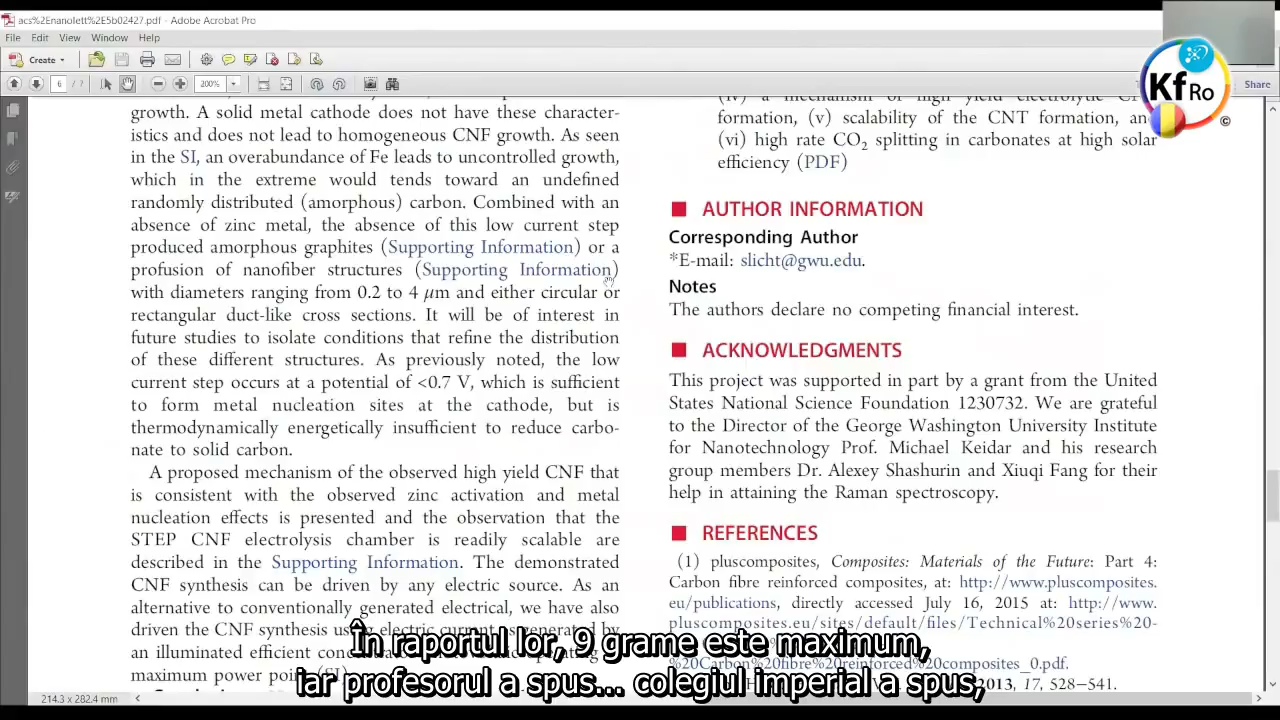 acs%2Enanolett%2E5b02427.pdf - Adobe Acrobat Pro
File Edit View Window Help
Create
6 / 7
200%
Share
Kf Ro
©
growth. A solid metal cathode does not have these character-
istics and does not lead to homogeneous CNF growth. As seen
in the SI, an overabundance of Fe leads to uncontrolled growth,
which in the extreme would tends toward an undefined
randomly distributed (amorphous) carbon. Combined with an
absence of zinc metal, the absence of this low current step
produced amorphous graphites (Supporting Information) or a
profusion of nanofiber structures (Supporting Information)
with diameters ranging from 0.2 to 4 μm and either circular or
rectangular duct-like cross sections. It will be of interest in
future studies to isolate conditions that refine the distribution
of these different structures. As previously noted, the low
current step occurs at a potential of <0.7 V, which is sufficient
to form metal nucleation sites at the cathode, but is
thermodynamically energetically insufficient to reduce carbo-
nate to solid carbon.
A proposed mechanism of the observed high yield CNF that
is consistent with the observed zinc activation and metal
nucleation effects is presented and the observation that the
STEP CNF electrolysis chamber is readily scalable are
described in the Supporting Information. The demonstrated
CNF synthesis can be driven by any electric source. As an
alternative to conventionally generated electrical, we have also
driven the CNF synthesis using electric current as generated by
an illuminated efficient
maximum power
formation, (v) scalability of the CNT formation, and
(vi) high rate CO2 splitting in carbonates at high solar
efficiency (PDF)
AUTHOR INFORMATION
Corresponding Author
*E-mail: slicht@gwu.edu.
Notes
The authors declare no competing financial interest.
ACKNOWLEDGMENTS
This project was supported in part by a grant from the United
States National Science Foundation 1230732. We are grateful
to the Director of the George Washington University Institute
for Nanotechnology Prof. Michael Keidar and his research
group members Dr. Alexey Shashurin and Xiuqi Fang for their
help in attaining the Raman spectroscopy.
REFERENCES
(1) pluscomposites, Composites: Materials of the Future: Part 4:
Carbon fibre reinforced composites, at: http://www.pluscomposites.
eu/publications, directly accessed July 16, 2015 at: http://www.
pluscomposites.eu/sites/default/files/Technical%20series%20-
%20Carbon%20fibre%20reinforced%20composites_0.pdf.
2013, 17, 528−541.
În raportul lor, 9 grame este maximum,
iar profesorul a spus... colegiul imperial a spus,
214.3 x 282.4 mm